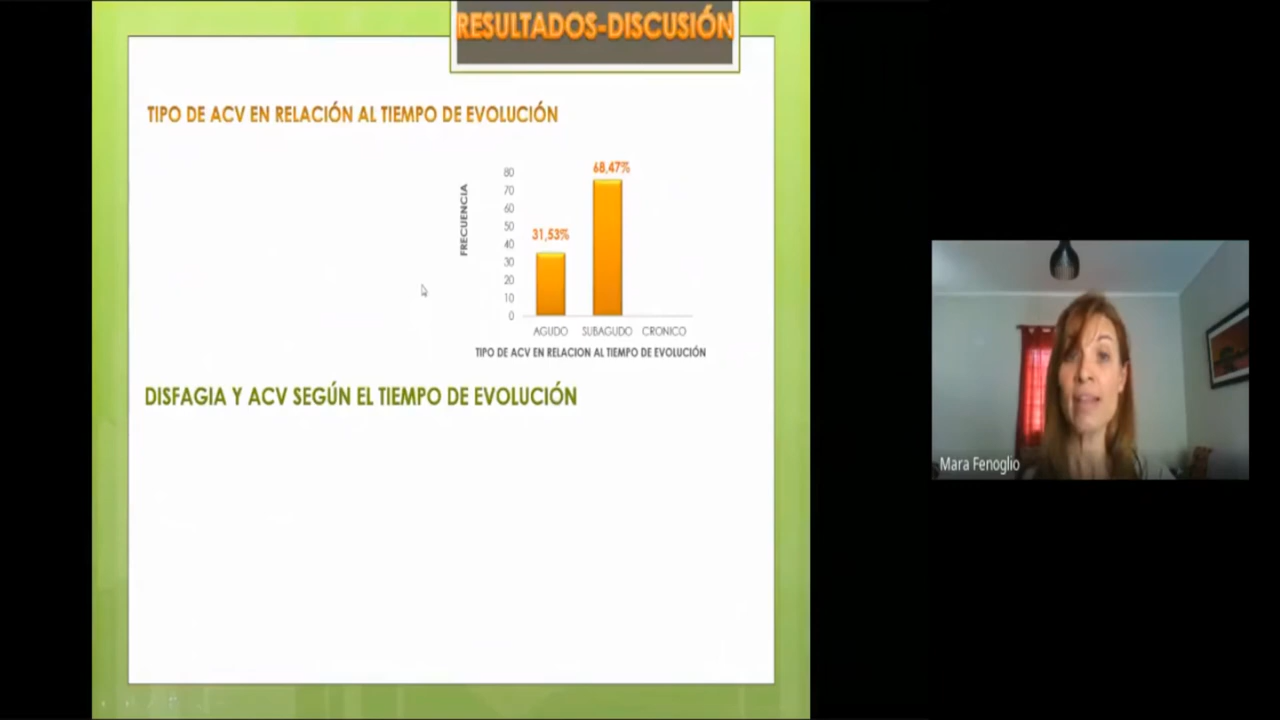 RESULTADOS-DISCUSIÓN
TIPO DE ACV EN RELACIÓN AL TIEMPO DE EVOLUCIÓN
FRECUENCIA
80
70
60
50
40
30
20
10
0
31,53%
68,47%
AGUDO SUBAGUDO CRONICO
TIPO DE ACV EN RELACION AL TIEMPO DE EVOLUCIÓN
DISFAGIA Y ACV SEGÚN EL TIEMPO DE EVOLUCIÓN
Mara Fenoglio